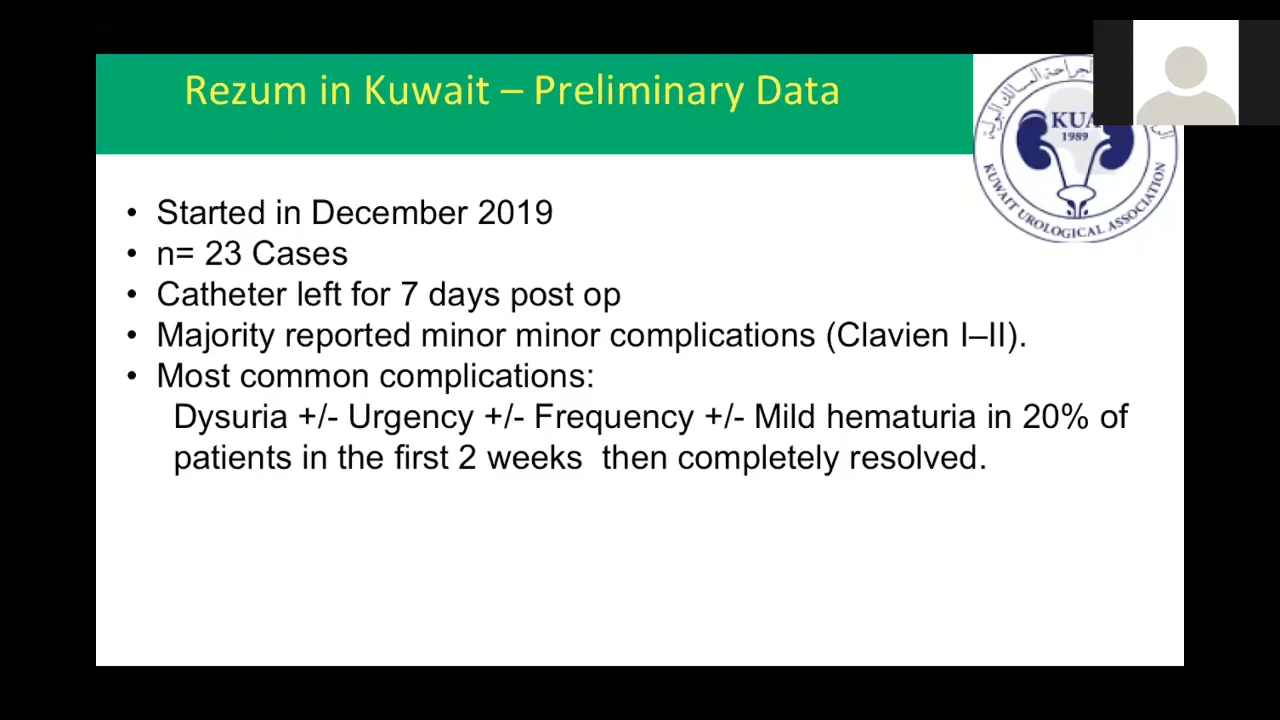 Rezum in Kuwait – Preliminary Data
KUA
1989
KUWAIT UROLOGICAL ASSOCIATION
• Started in December 2019
• n= 23 Cases
• Catheter left for 7 days post op
• Majority reported minor minor complications (Clavien I–II).
• Most common complications:
Dysuria +/- Urgency +/- Frequency +/- Mild hematuria in 20% of
patients in the first 2 weeks then completely resolved.